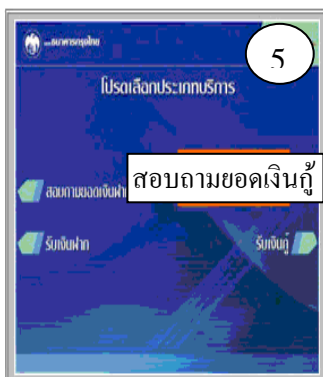 ธนาคารกรุงไทย
5
โปรดเลือกประเภทบริการ
สอบถามยอดเงินฝาก
สอบถามยอดเงินกู้
รับเงินฝาก
รับเงินกู้